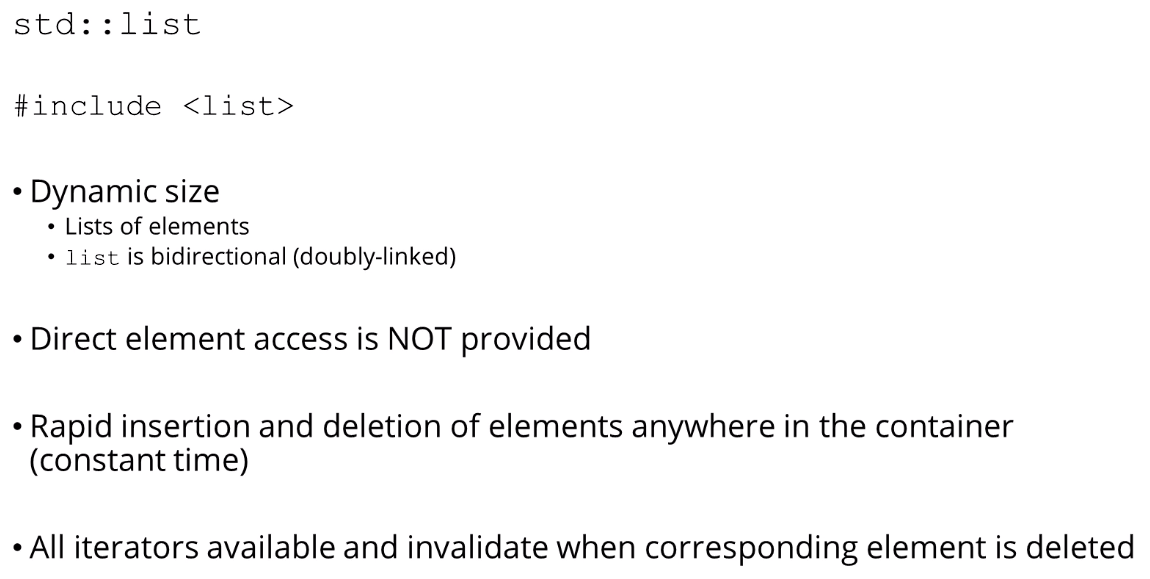 std::list
#include <list>
• Dynamic size
• Lists of elements
• list is bidirectional (doubly-linked)
• Direct element access is NOT provided
• Rapid insertion and deletion of elements anywhere in the container
(constant time)
• All iterators available and invalidate when corresponding element is deleted